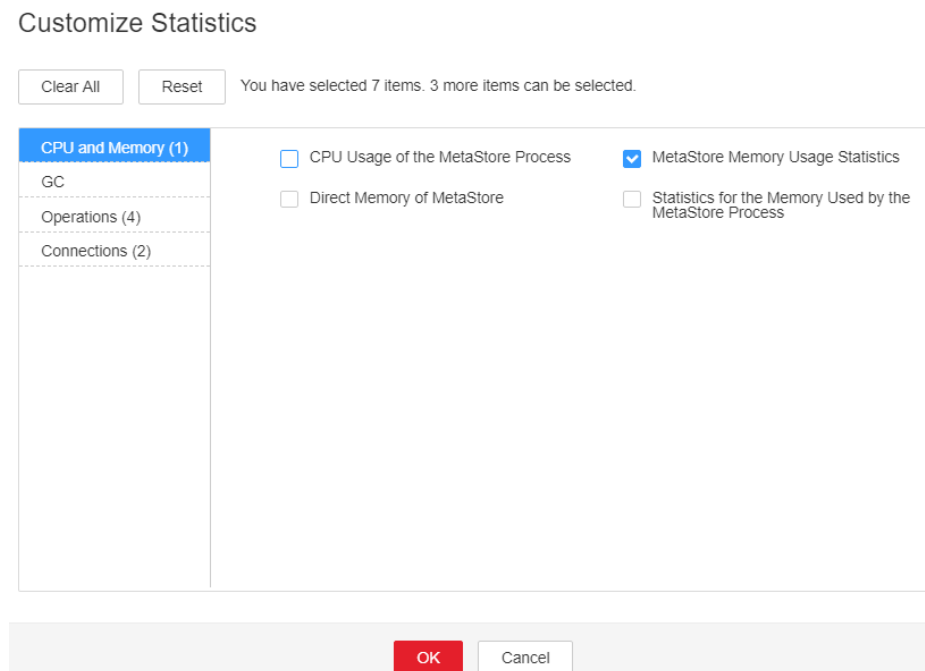 Customize Statistics
Clear All
Reset
You have selected 7 items. 3 more items can be selected.
CPU and Memory (1)
GC
Operations (4)
Connections (2)
CPU Usage of the MetaStore Process
MetaStore Memory Usage Statistics
Direct Memory of MetaStore
Statistics for the Memory Used by the
MetaStore Process
OK
Cancel